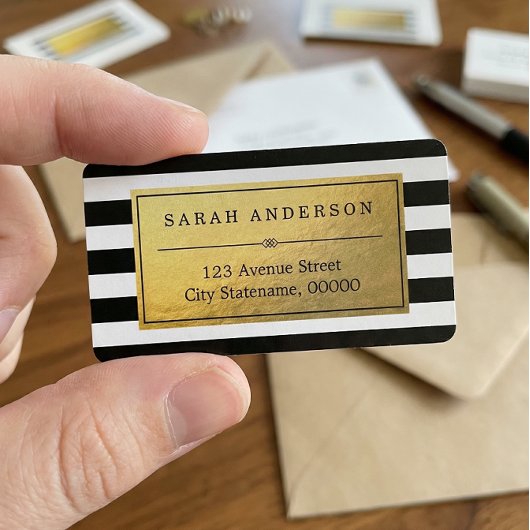 SARAH ANDERSON
123 Avenue Street
City Statename, 00000